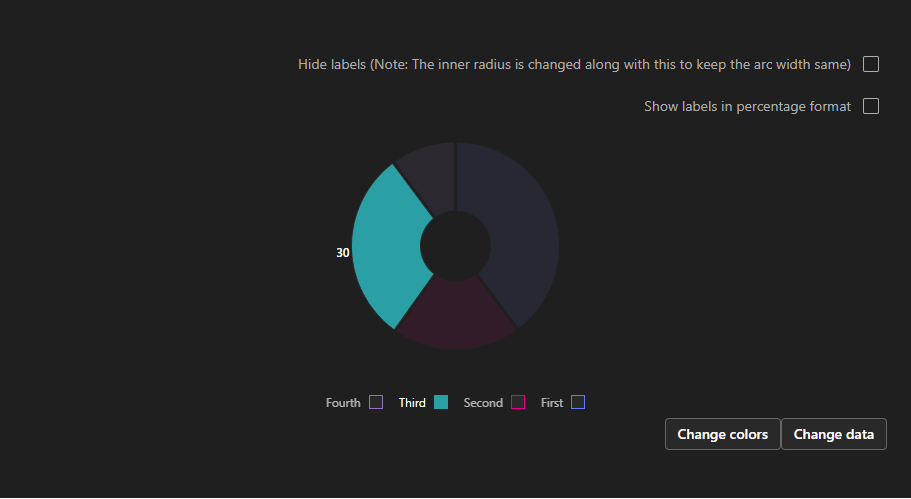 Hide labels (Note: The inner radius is changed along with this to keep the arc width same)
Show labels in percentage format
30
Fourth Third Second First
Change colors Change data